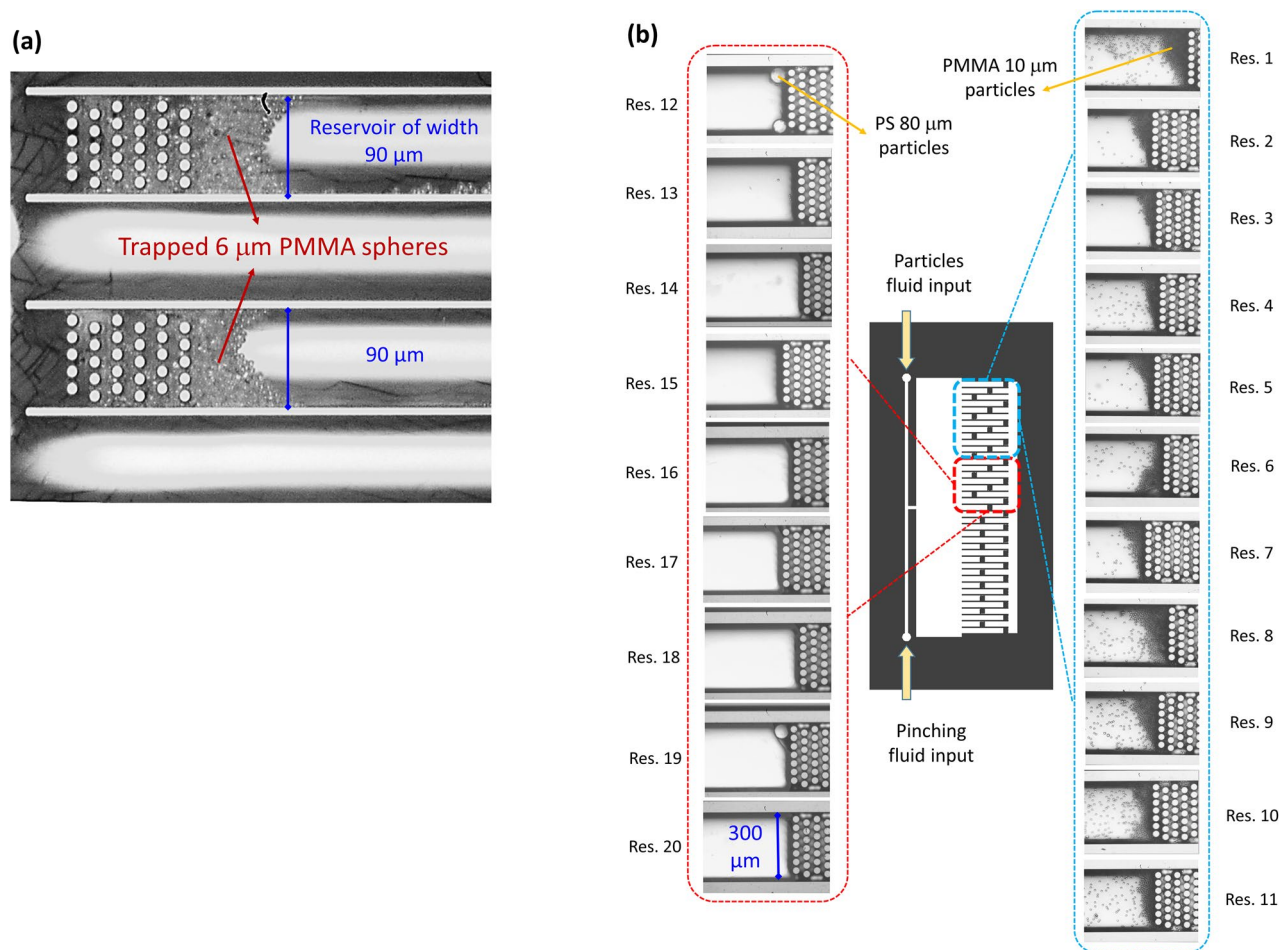 (a)
Reservoir of width
90 μm
Trapped 6 μm PMMA spheres
90 μm
(b)
Res. 12
Res. 13
Res. 14
Res. 15
Res. 16
Res. 17
Res. 18
Res. 19
Res. 20
PS 80 μm
particles
300
μm
Particles
fluid input
Pinching
fluid input
PMMA 10 μm
particles
Res. 1
Res. 2
Res. 3
Res. 4
Res. 5
Res. 6
Res. 7
Res. 8
Res. 9
Res. 10
Res. 11